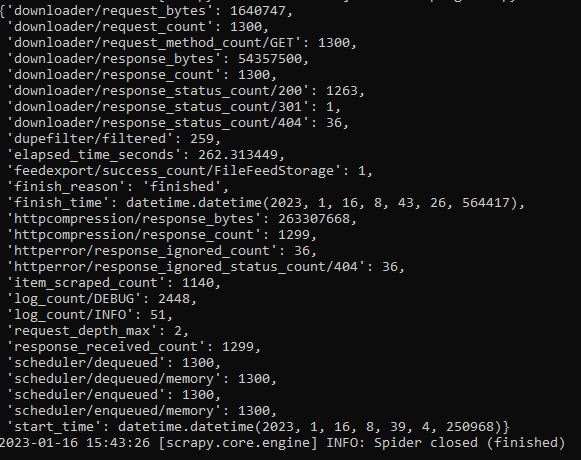 {'downloader/request_bytes': 1640747,
'downloader/request_count': 1300,
'downloader/request_method_count/GET': 1300,
'downloader/response_bytes': 54357500,
'downloader/response_count': 1300,
'downloader/response_status_count/200': 1263,
'downloader/response_status_count/301': 1,
'downloader/response_status_count/404': 36,
'dupefilter/filtered': 259,
'elapsed_time_seconds': 262.313449,
'feedexport/success_count/FileFeedStorage': 1,
'finish_reason': 'finished',
'finish_time': datetime.datetime(2023, 1, 16, 8, 43, 26, 564417),
'httpcompression/response_bytes': 263307668,
'httpcompression/response_count': 1299,
'httperror/response_ignored_count': 36,
'httperror/response_ignored_status_count/404': 36,
'item_scraped_count': 1140,
'log_count/DEBUG': 2448,
'log_count/INFO': 51,
'request_depth_max': 2,
'response_received_count': 1299,
'scheduler/dequeued': 1300,
'scheduler/dequeued/memory': 1300,
'scheduler/enqueued': 1300,
'scheduler/enqueued/memory': 1300,
'start_time': datetime.datetime(2023, 1, 16, 8, 39, 4, 250968)}
2023-01-16 15:43:26 [scrapy.core.engine] INFO: Spider closed (finished)